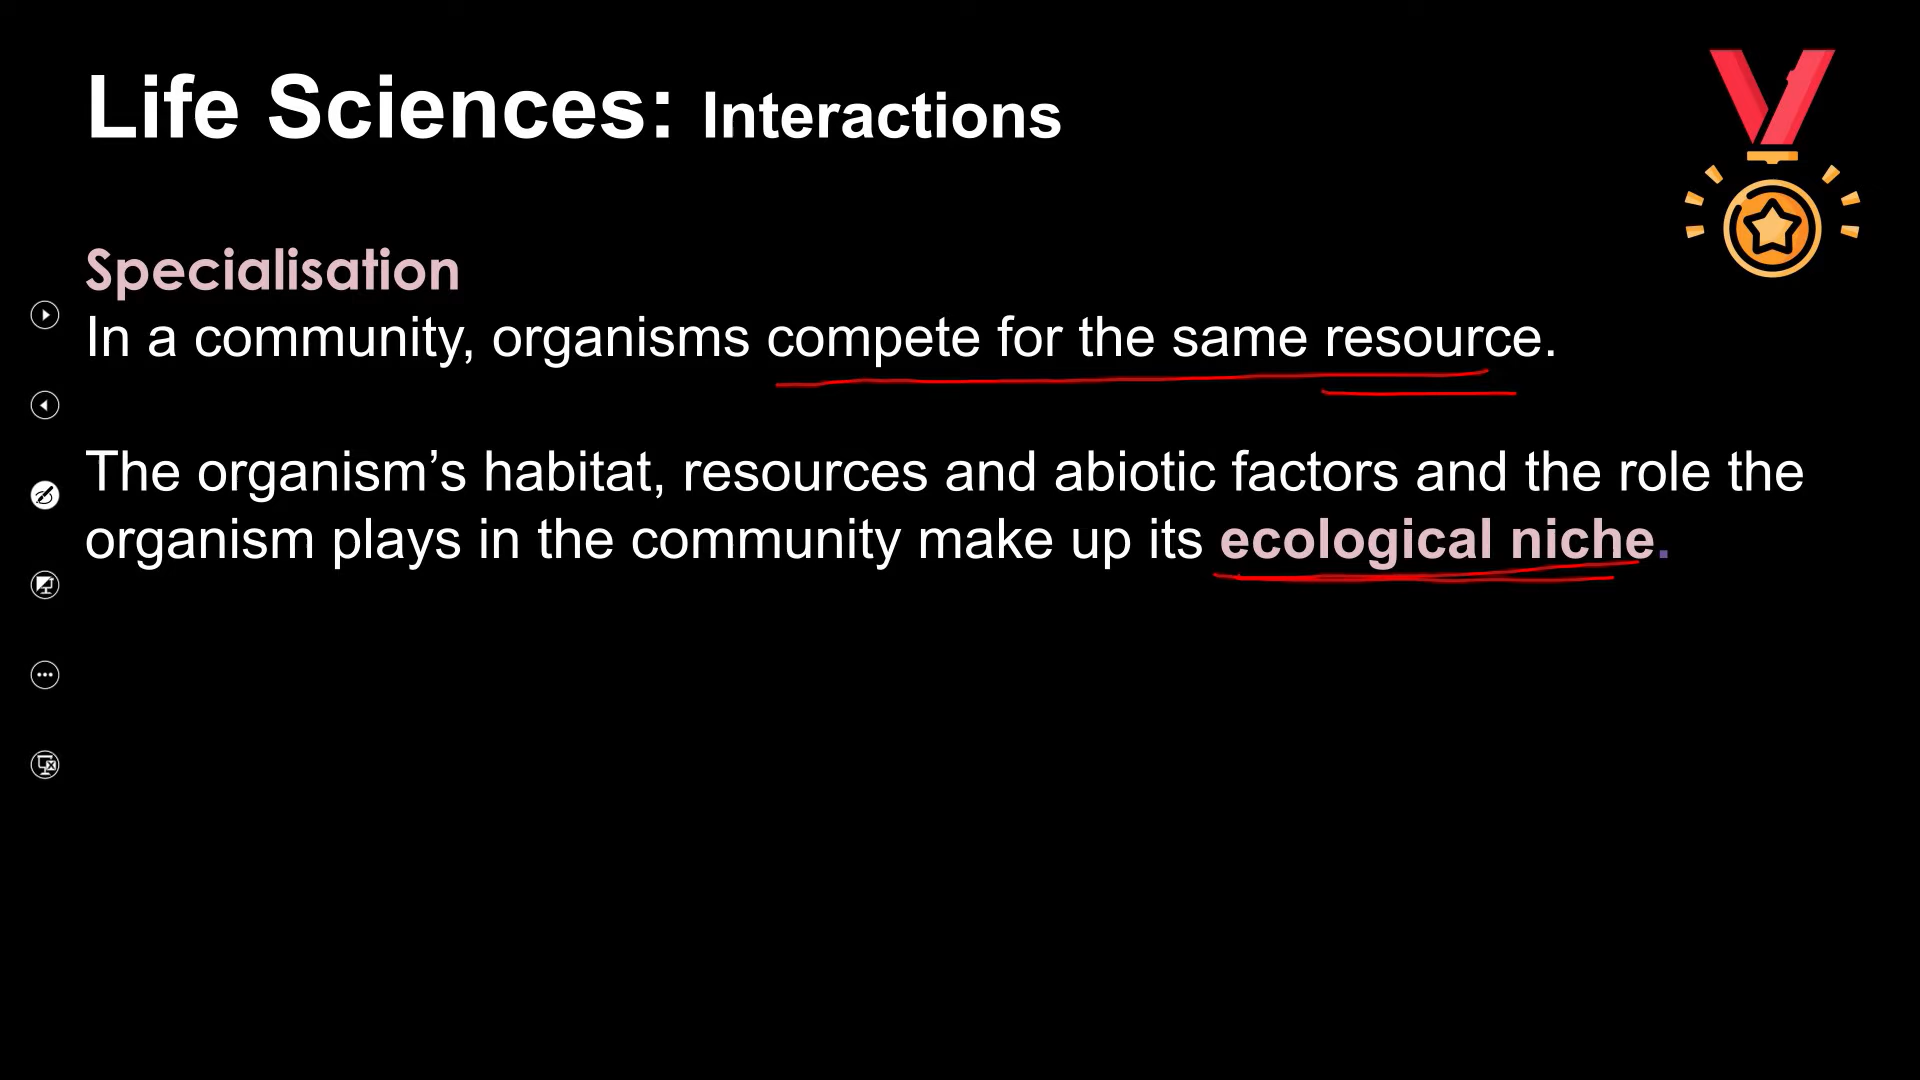 Life Sciences: Interactions
Specialisation
In a community, organisms compete for the same resource.
The organism’s habitat, resources and abiotic factors and the role the
organism plays in the community make up its ecological niche.